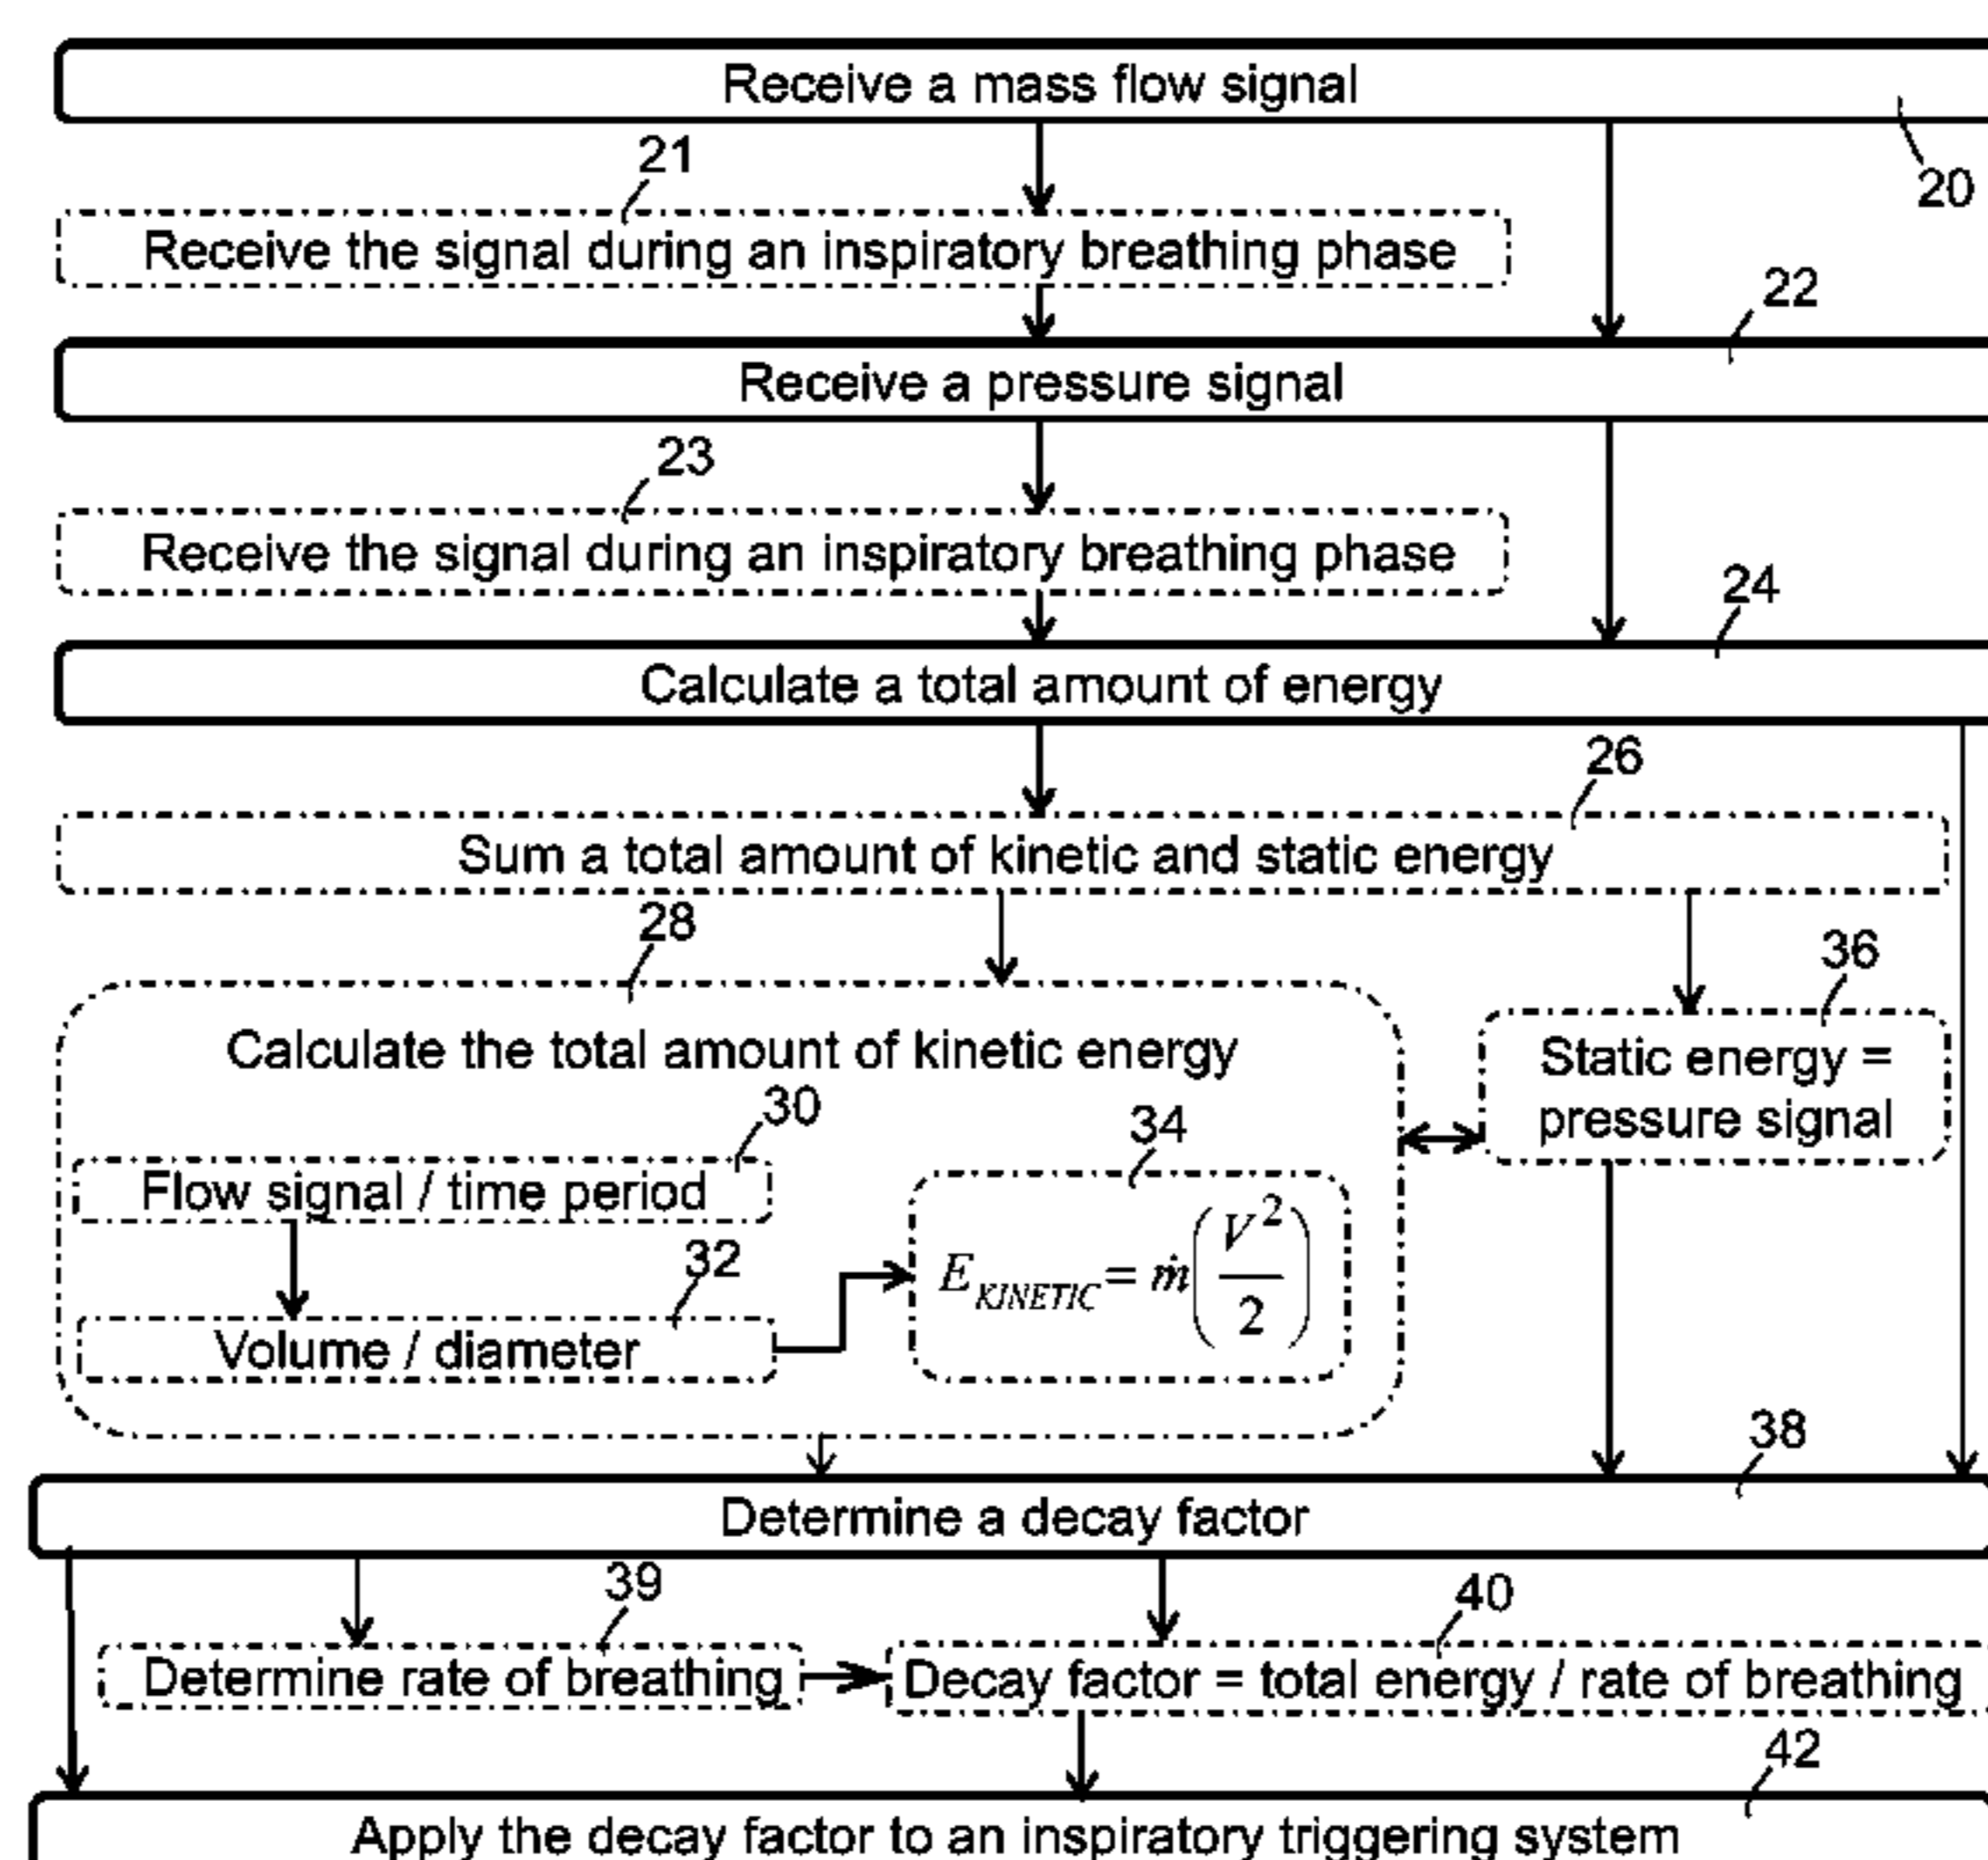 Receive a mass flow signal
20
21
Receive the signal during an inspiratory breathing phase
22
Receive a pressure signal
23
Receive the signal during an inspiratory breathing phase
24
Calculate a total amount of energy
26
Sum a total amount of kinetic and static energy
28
Calculate the total amount of kinetic energy
36
Static energy =
pressure signal
30
Flow signal / time period
32
Volume / diameter
34
E_KINETIC = ṁ(V²/2)
38
Determine a decay factor
39
Determine rate of breathing
40
Decay factor = total energy / rate of breathing
42
Apply the decay factor to an inspiratory triggering system